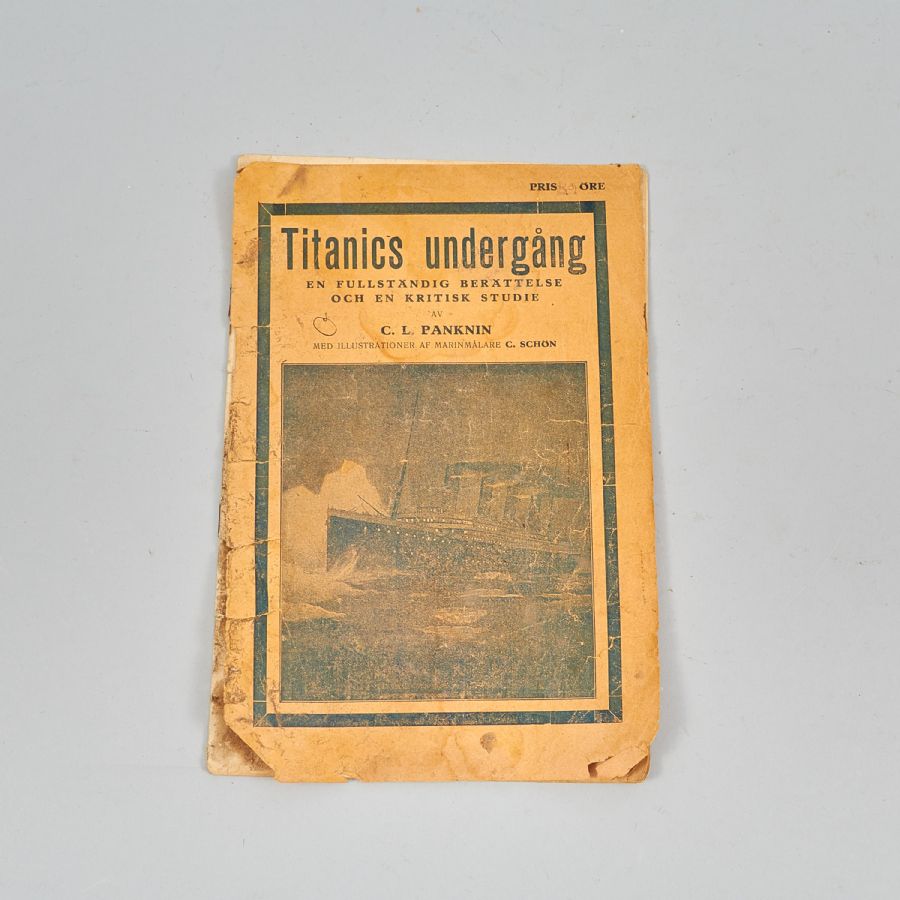 PRIS ÖRE
Titanics undergång
EN FULLSTÄNDIG BERÄTTELSE
OCH EN KRITISK STUDIE
AV
C. L. PANKNIN
MED ILLUSTRATIONER AF MARINMÅLARE C. SCHÖN